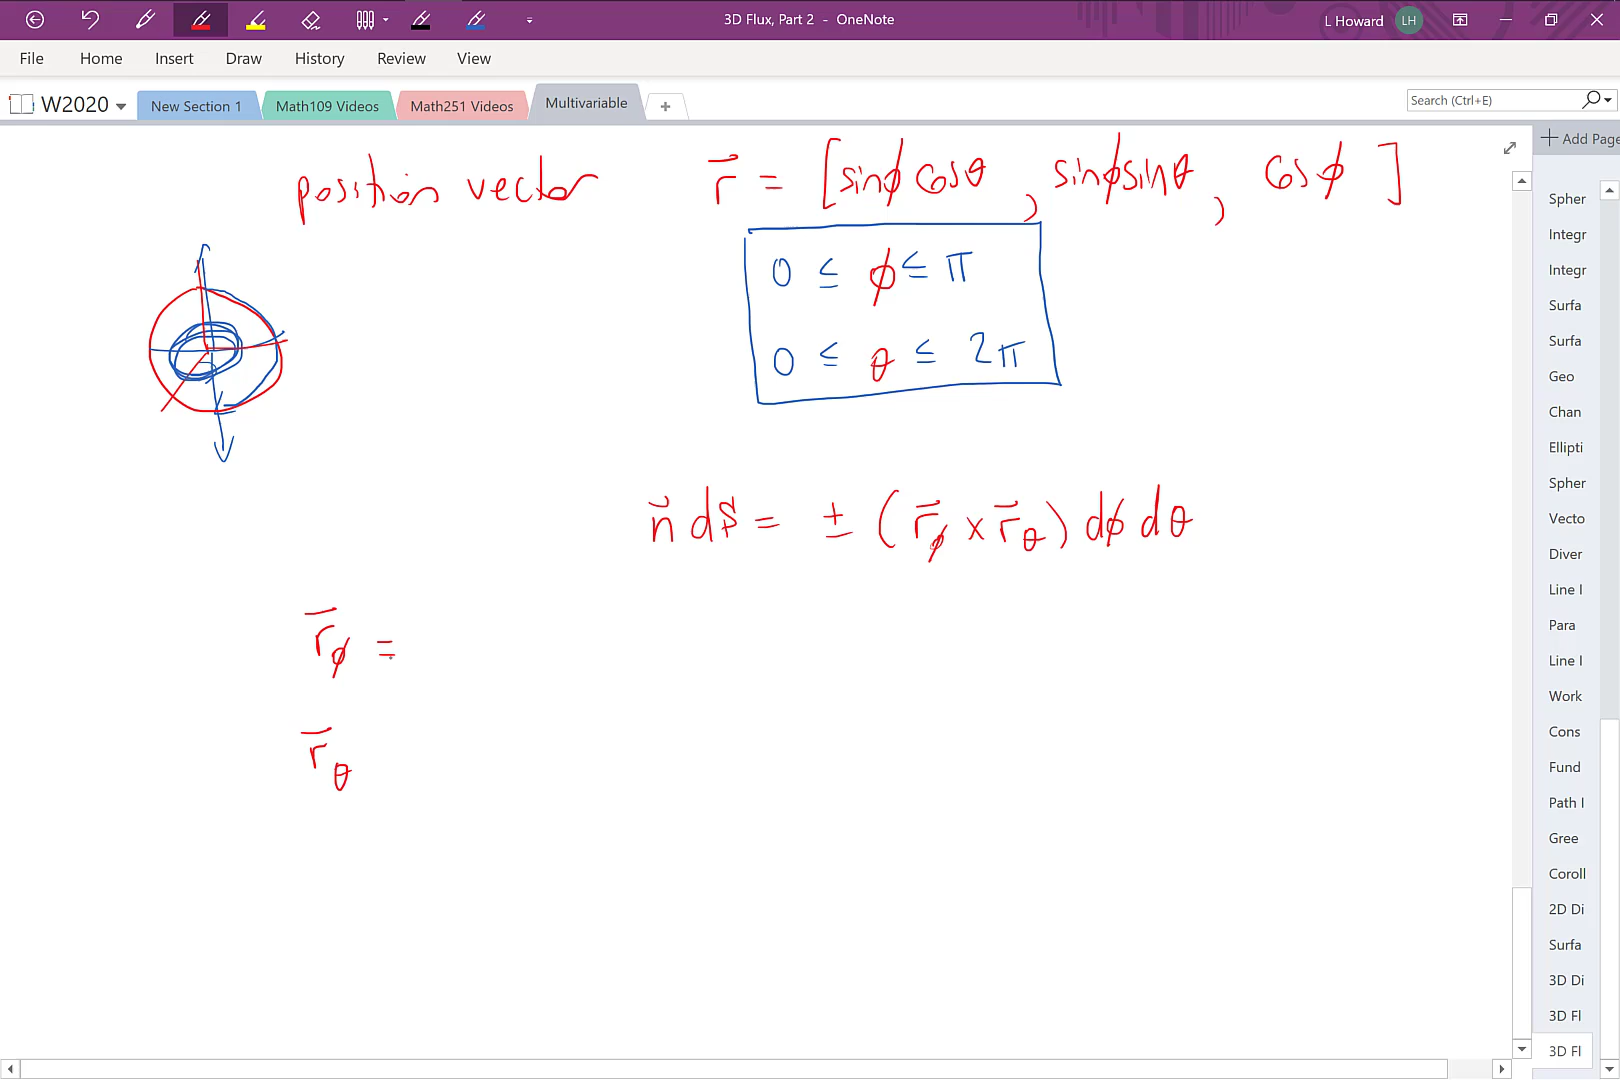 3D Flux, Part 2 - OneNote
L Howard LH
File Home Insert Draw History Review View
W2020 New Section 1 Math109 Videos Math251 Videos Multivariable +
Search (Ctrl+E)
Add Page
position vector r⃗ = [sinϕ cosθ , sinϕ sinθ , cosϕ ]
0 ≤ ϕ ≤ π
0 ≤ θ ≤ 2π
n⃗ dS = ± (r⃗ϕ x r⃗θ) dϕ dθ
r⃗ϕ =
r⃗θ
Spher
Integr
Integr
Surfa
Surfa
Geo
Chan
Ellipti
Spher
Vecto
Diver
Line I
Para
Line I
Work
Cons
Fund
Path I
Gree
Coroll
2D Di
Surfa
3D Di
3D Fl
3D Fl